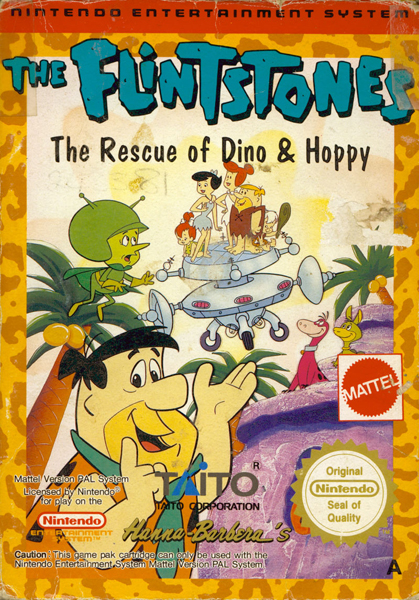 NINTENDO ENTERTAINMENT SYSTEM
THE FLINTSTONES
The Rescue of Dino & Hoppy
MATTEL
Mattel Version PAL System
Licensed by Nintendo
for play on the
Nintendo
ENTERTAINMENT
SYSTEM™
TAITO®
TAITO CORPORATION
Hanna-Barbera's
Original
Nintendo
Seal of
Quality
Caution: This game pak cartridge can only be used with the
Nintendo Entertainment System Mattel Version PAL System.
A